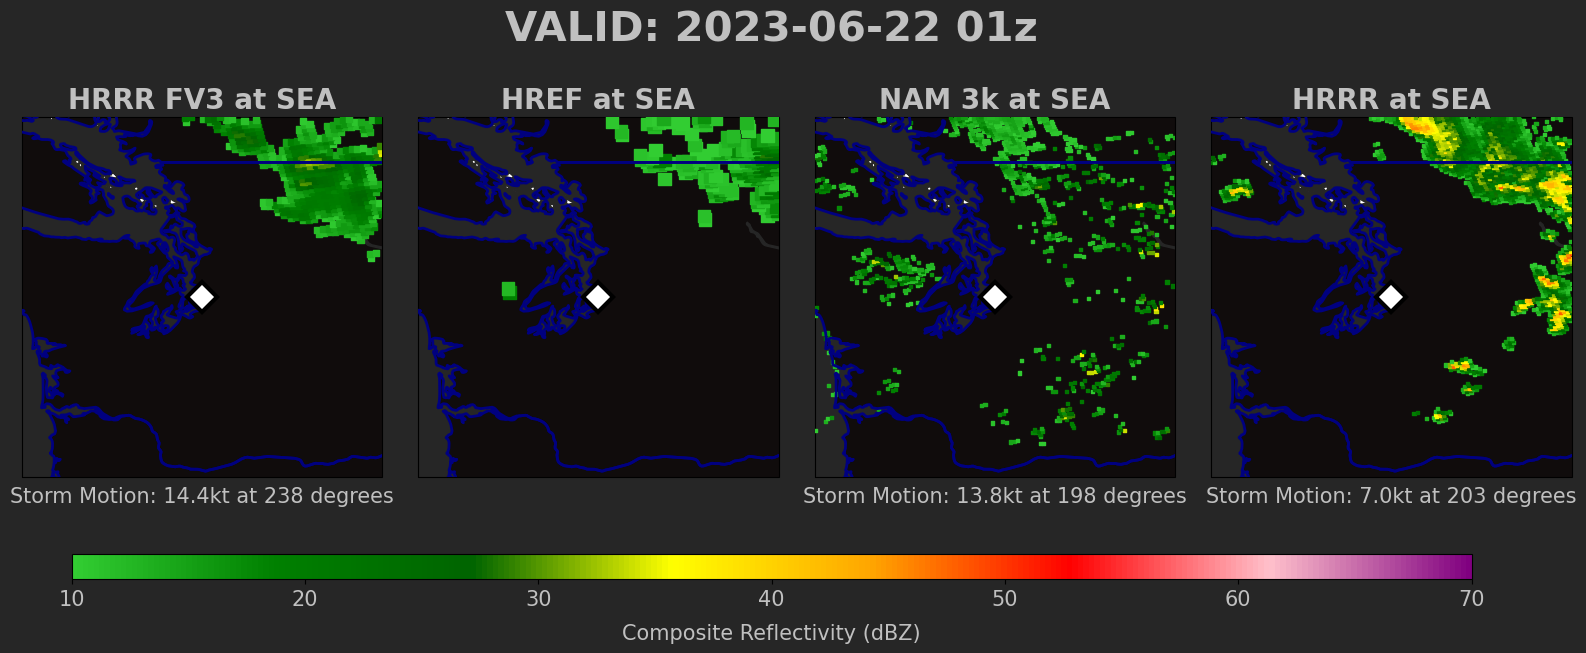 VALID: 2023-06-22 01z
HRRR FV3 at SEA
HREF at SEA
NAM 3k at SEA
HRRR at SEA
Storm Motion: 14.4kt at 238 degrees
Storm Motion: 13.8kt at 198 degrees
Storm Motion: 7.0kt at 203 degrees
10 20 30 40 50 60 70
Composite Reflectivity (dBZ)